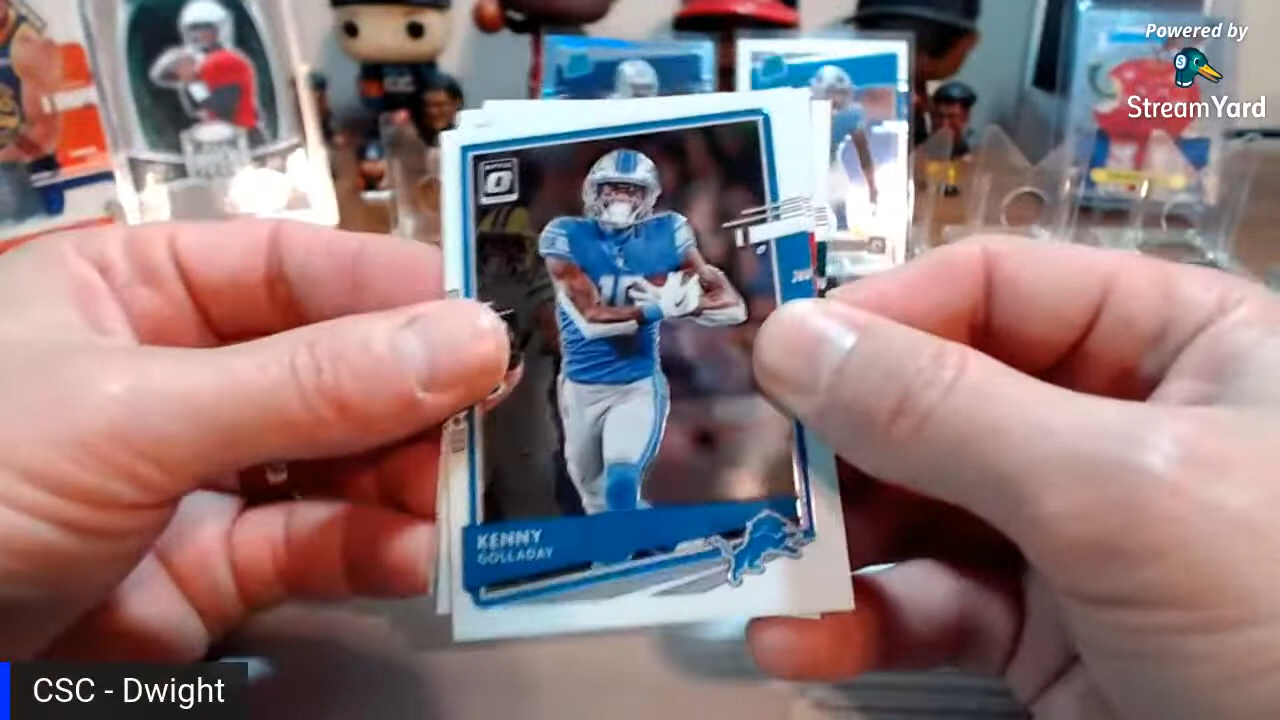 Powered by
StreamYard
KENNY
GOLLADAY
CSC - Dwight